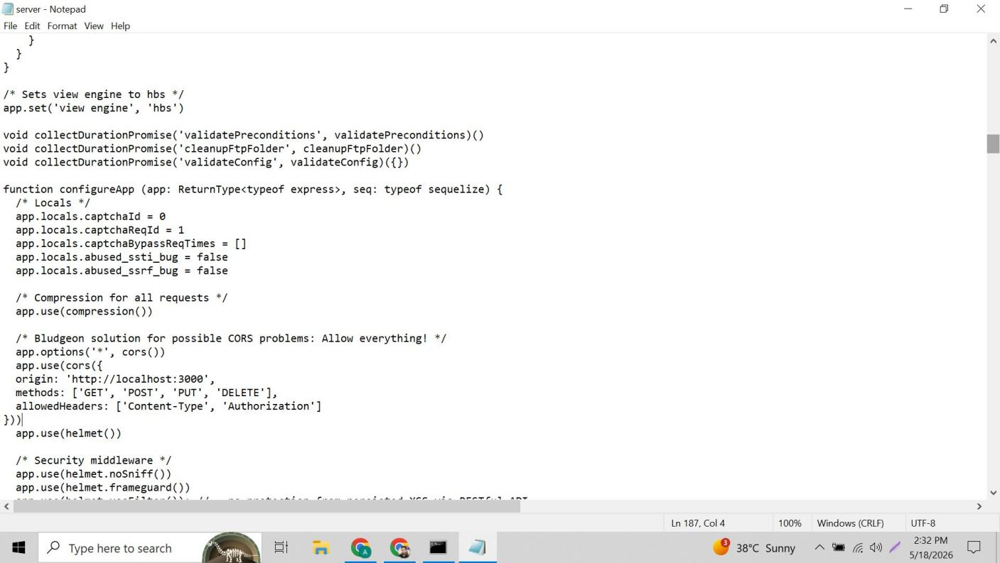 server - Notepad
File Edit Format View Help
    }
  }
}
/* Sets view engine to hbs */
app.set('view engine', 'hbs')
void collectDurationPromise('validatePreconditions', validatePreconditions)()
void collectDurationPromise('cleanupFtpFolder', cleanupFtpFolder)()
void collectDurationPromise('validateConfig', validateConfig)({})
function configureApp (app: ReturnType<typeof express>, seq: typeof sequelize) {
  /* Locals */
  app.locals.captchaId = 0
  app.locals.captchaReqId = 1
  app.locals.captchaBypassReqTimes = []
  app.locals.abused_ssti_bug = false
  app.locals.abused_ssrf_bug = false
  /* Compression for all requests */
  app.use(compression())
  /* Bludgeon solution for possible CORS problems: Allow everything! */
  app.options('*', cors())
  app.use(cors({
  origin: 'http://localhost:3000',
  methods: ['GET', 'POST', 'PUT', 'DELETE'],
  allowedHeaders: ['Content-Type', 'Authorization']
}))
  app.use(helmet())
  /* Security middleware */
  app.use(helmet.noSniff())
  app.use(helmet.frameguard())
Ln 187, Col 4 100% Windows (CRLF) UTF-8
Type here to search
A
3
38°C Sunny
2:32 PM
5/18/2026